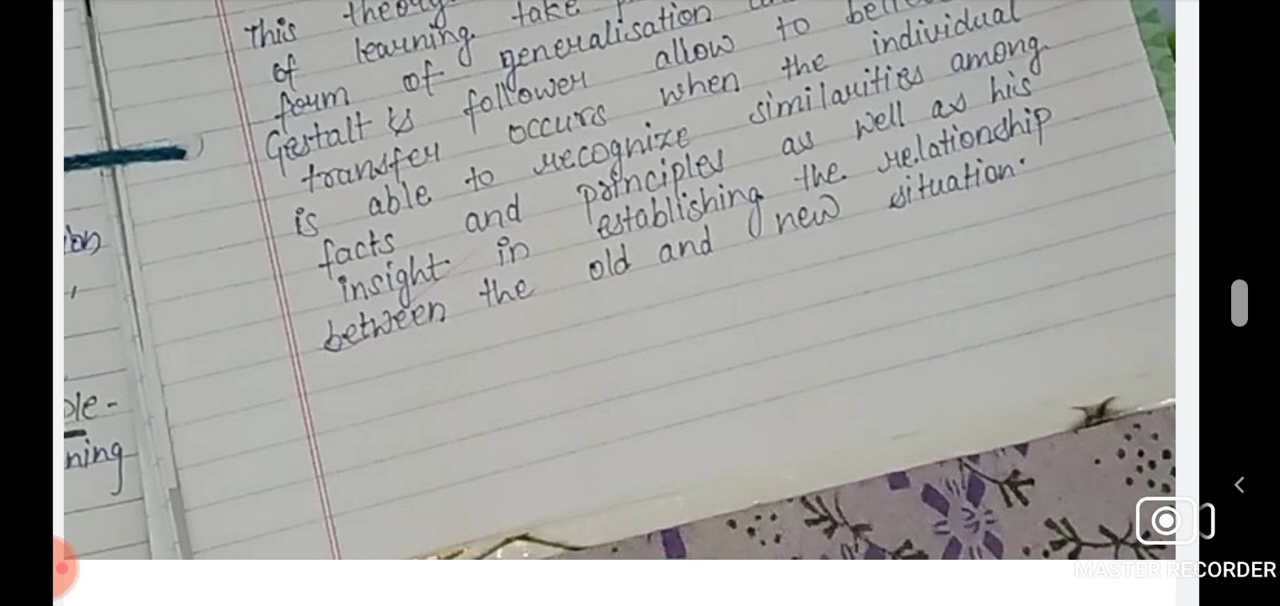 this theory
of learning take
form of generalisation
Gestalt is follower allow to
transfer occurs when the individual
is able to recognize similarities among
facts and principles as well as his
insight in establishing the relationship
between the old and new situation.
ning
MASTER RECORDER